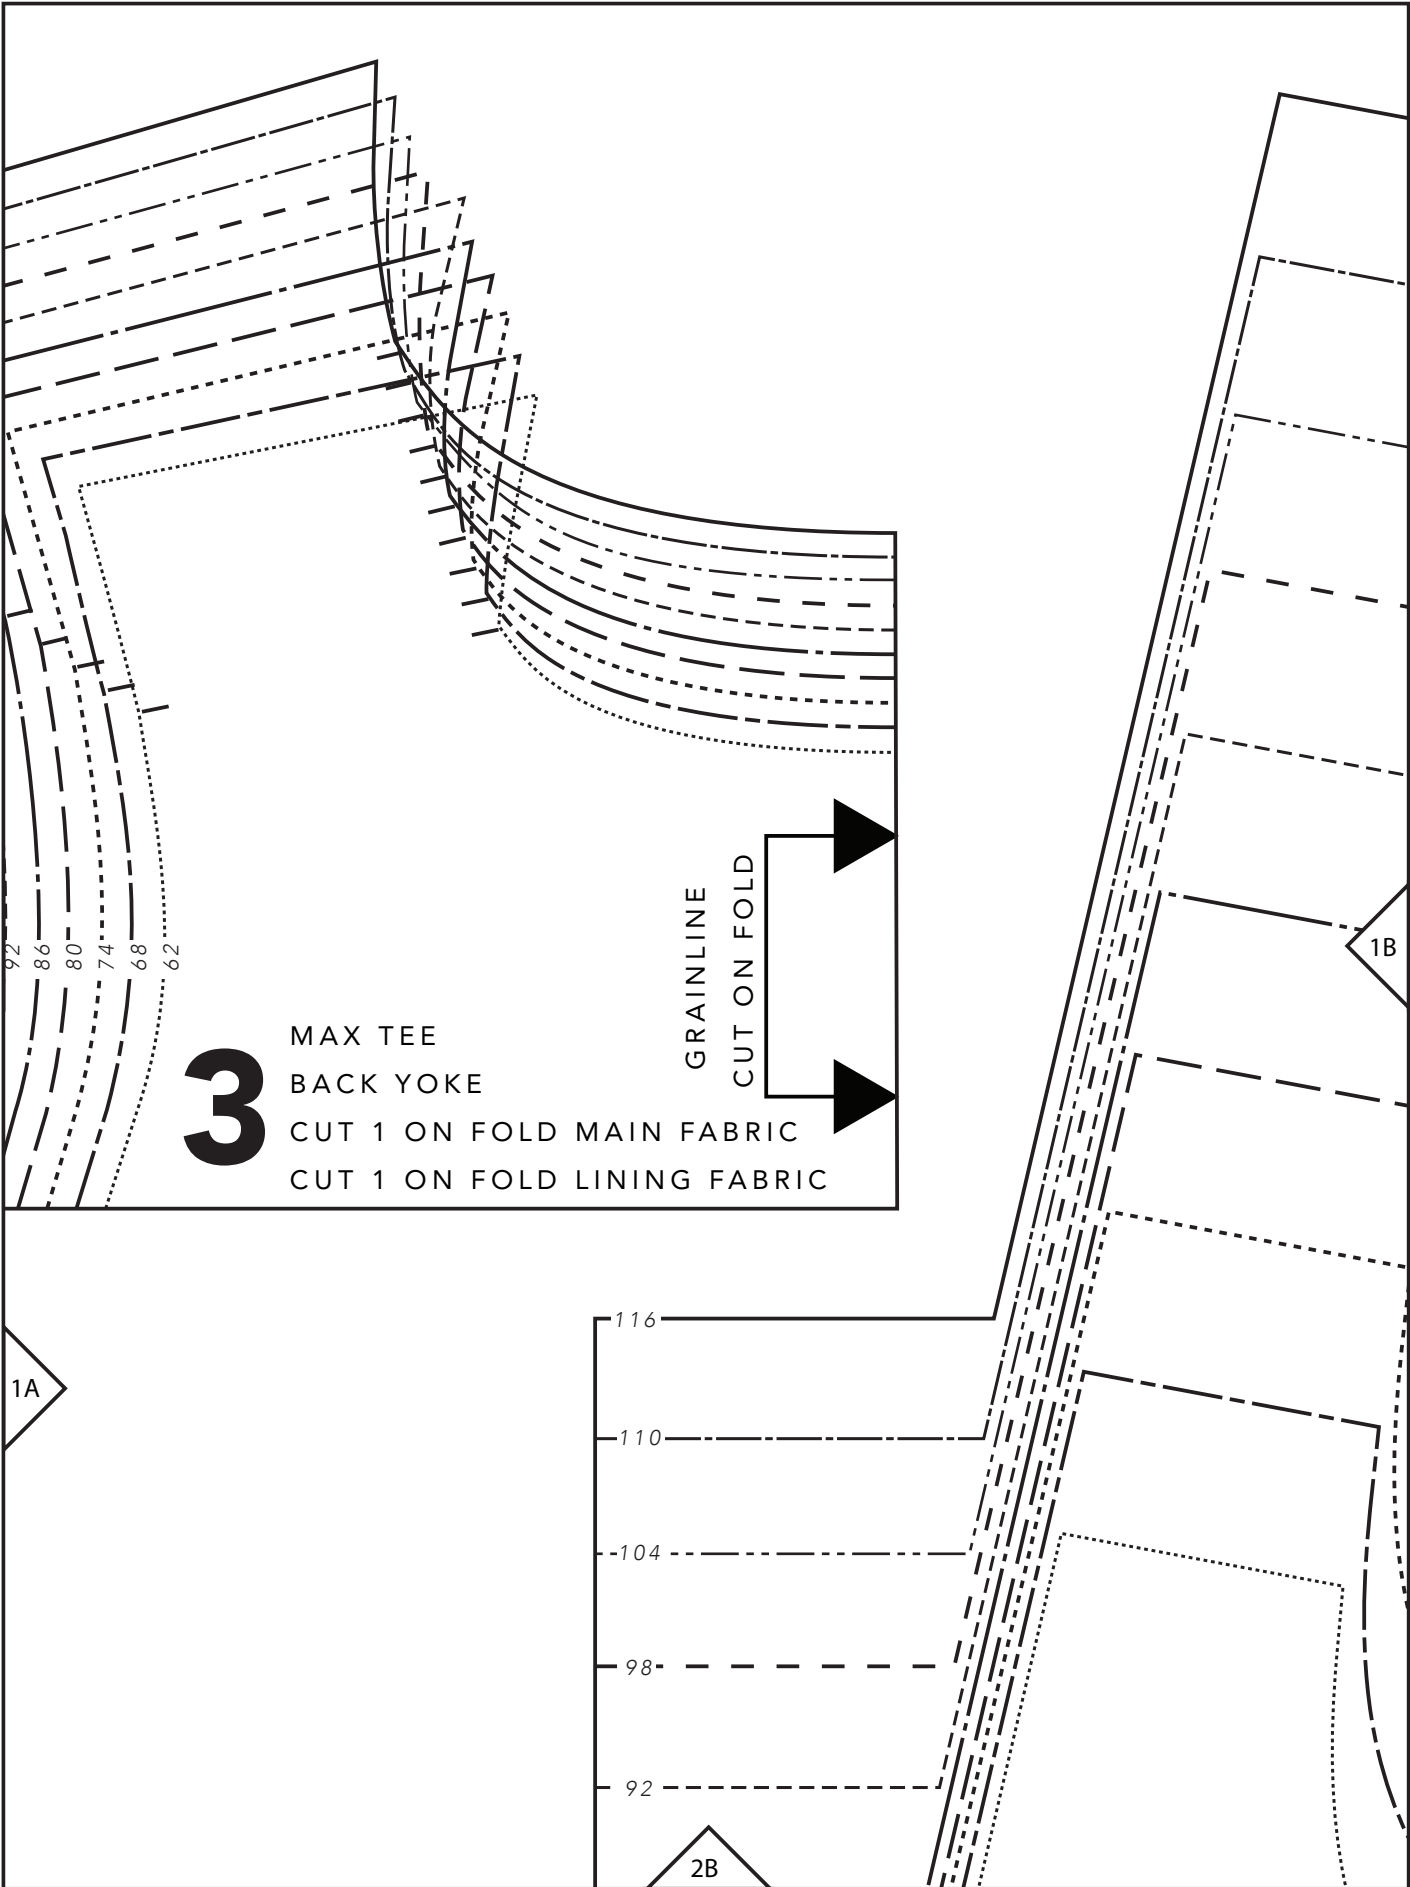 GRAINLINE
CUT ON FOLD
1B
92
86
80
74
68
62
3
MAX TEE
BACK YOKE
CUT 1 ON FOLD MAIN FABRIC
CUT 1 ON FOLD LINING FABRIC
116
1A
110
104
98
92
2B